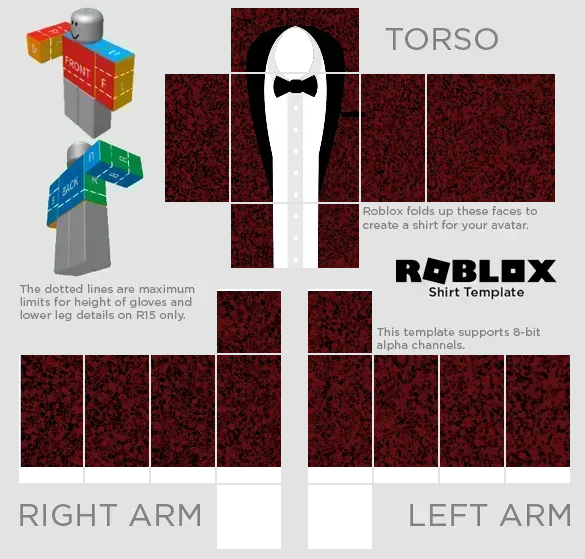 TORSO
FRONT
F
L
U
BACK
R
B
Roblox folds up these faces to
create a shirt for your avatar.
ROBLOX
Shirt Template
The dotted lines are maximum
limits for height of gloves and
lower leg details on R15 only.
This template supports 8-bit
alpha channels.
RIGHT ARM
LEFT ARM